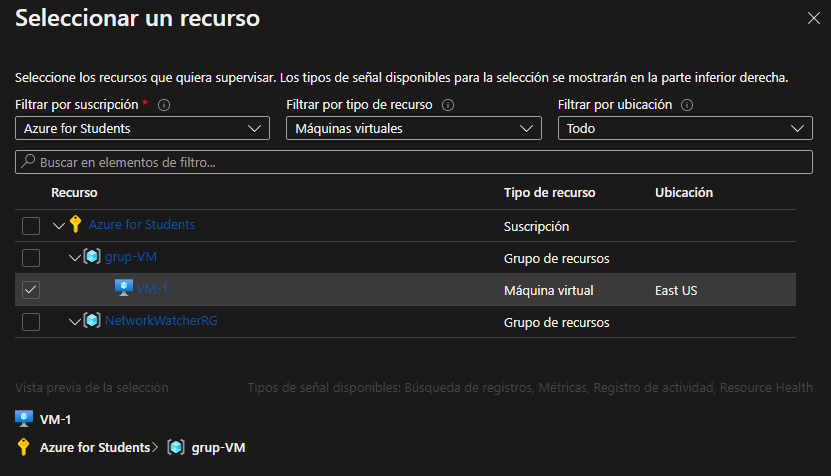 Seleccionar un recurso
Seleccione los recursos que quiera supervisar. Los tipos de señal disponibles para la selección se mostrarán en la parte inferior derecha.
Filtrar por suscripción * Filtrar por tipo de recurso Filtrar por ubicación
Azure for Students Máquinas virtuales Todo
Buscar en elementos de filtro...
Recurso Tipo de recurso Ubicación
Azure for Students Suscripción
grup-VM Grupo de recursos
VM-1 Máquina virtual East US
NetworkWatcherRG Grupo de recursos
Vista previa de la selección Tipos de señal disponibles: Búsqueda de registros, Métricas, Registro de actividad, Resource Health
VM-1
Azure for Students > grup-VM